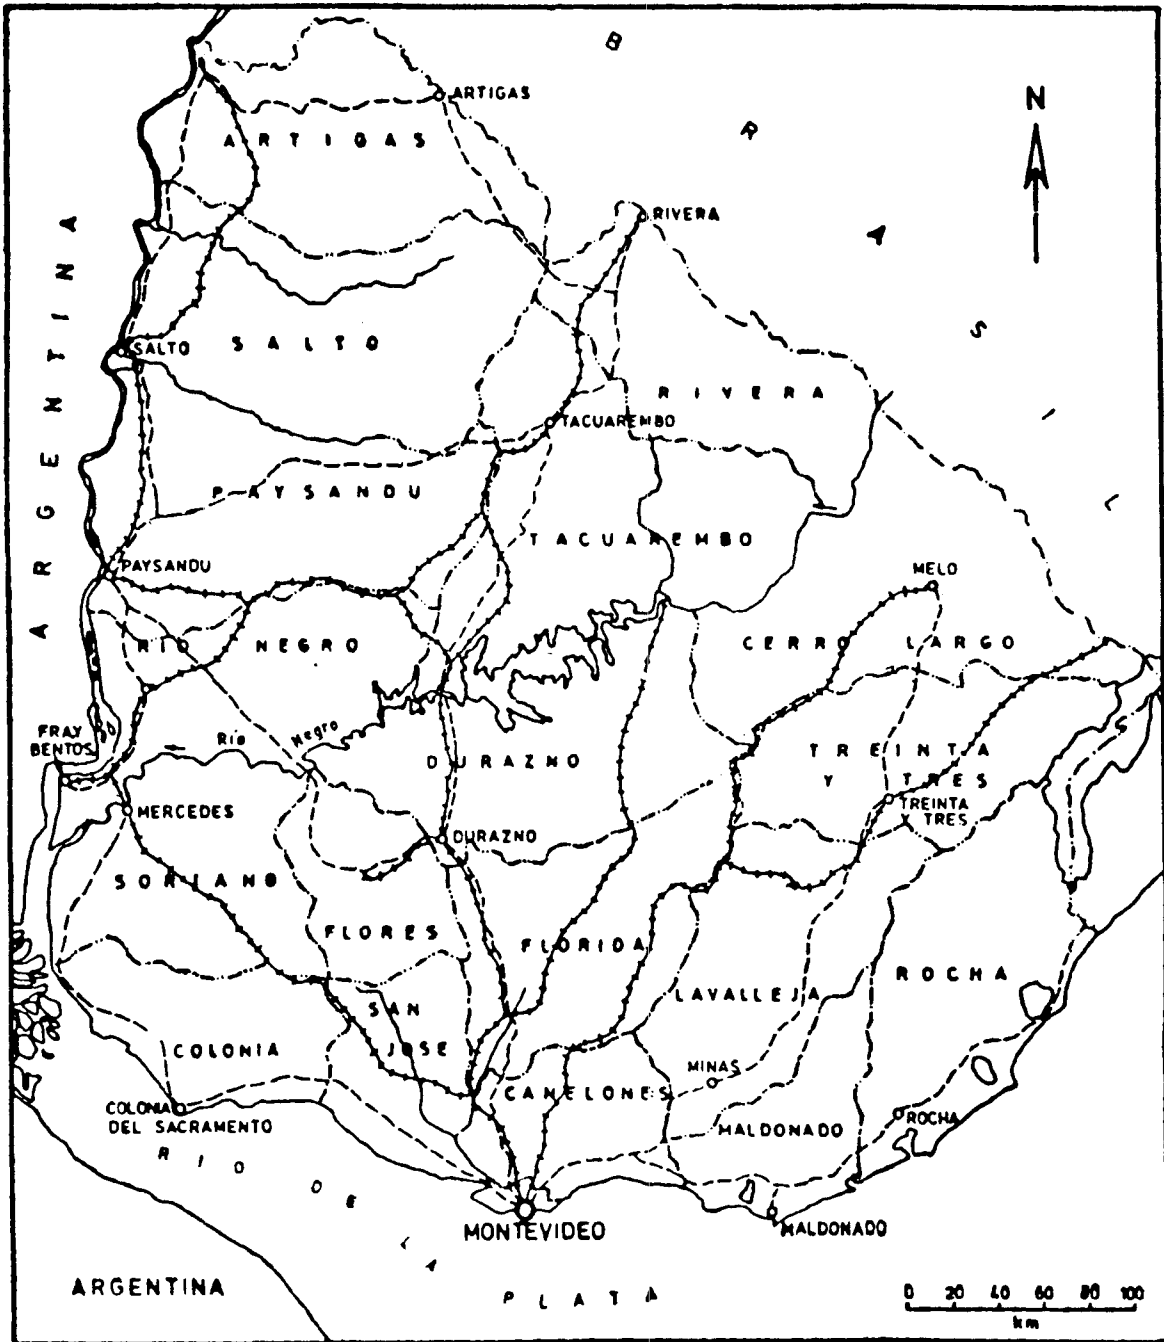 B R A S I L
N
ARTIGAS
ARTIGAS
RIVERA
ARGENTINA
SALTO
SALTO
RIVERA
TACUAREMBO
PAYSANDU
TACUAREMBO
PAYSANDU
MELO
RIO NEGRO
CERRO LARGO
FRAY
BENTOS
Río Negro
DURAZNO
TREINTA
Y TRES
MERCEDES
TREINTA
Y TRES
DURAZNO
SORIANO
FLORES
FLORIDA
ROCHA
LAVALLEJA
SAN
JOSE
COLONIA
MINAS
CANELONES
COLONIA
DEL SACRAMENTO
ROCHA
MALDONADO
RIO DE LA PLATA
MONTEVIDEO
MALDONADO
ARGENTINA
0 20 40 60 80 100
km